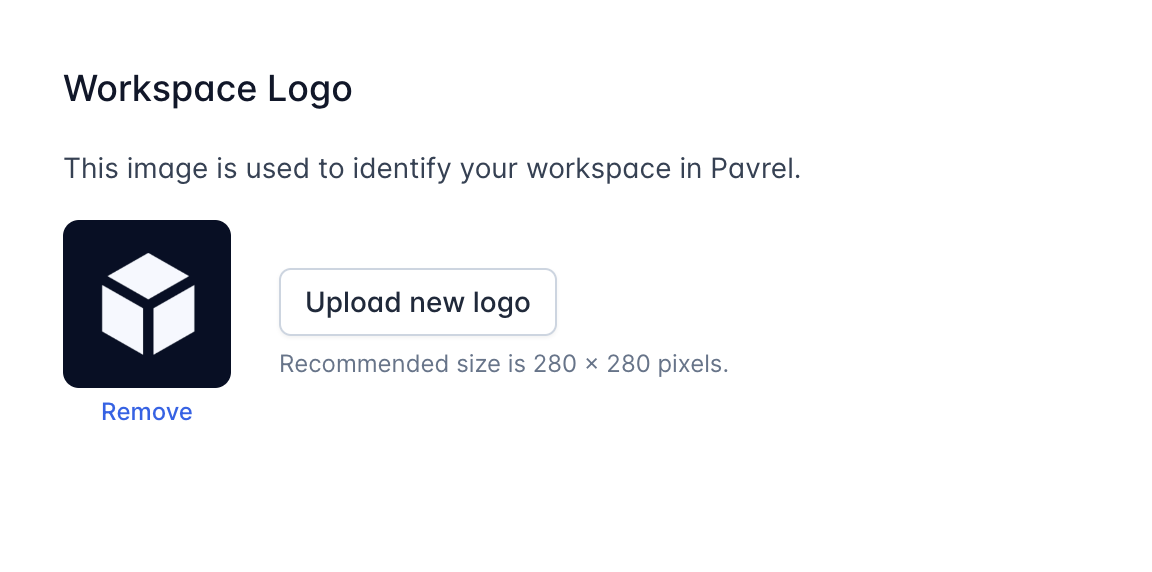 Workspace Logo
This image is used to identify your workspace in Pavrel.
Upload new logo
Recommended size is 280 × 280 pixels.
Remove